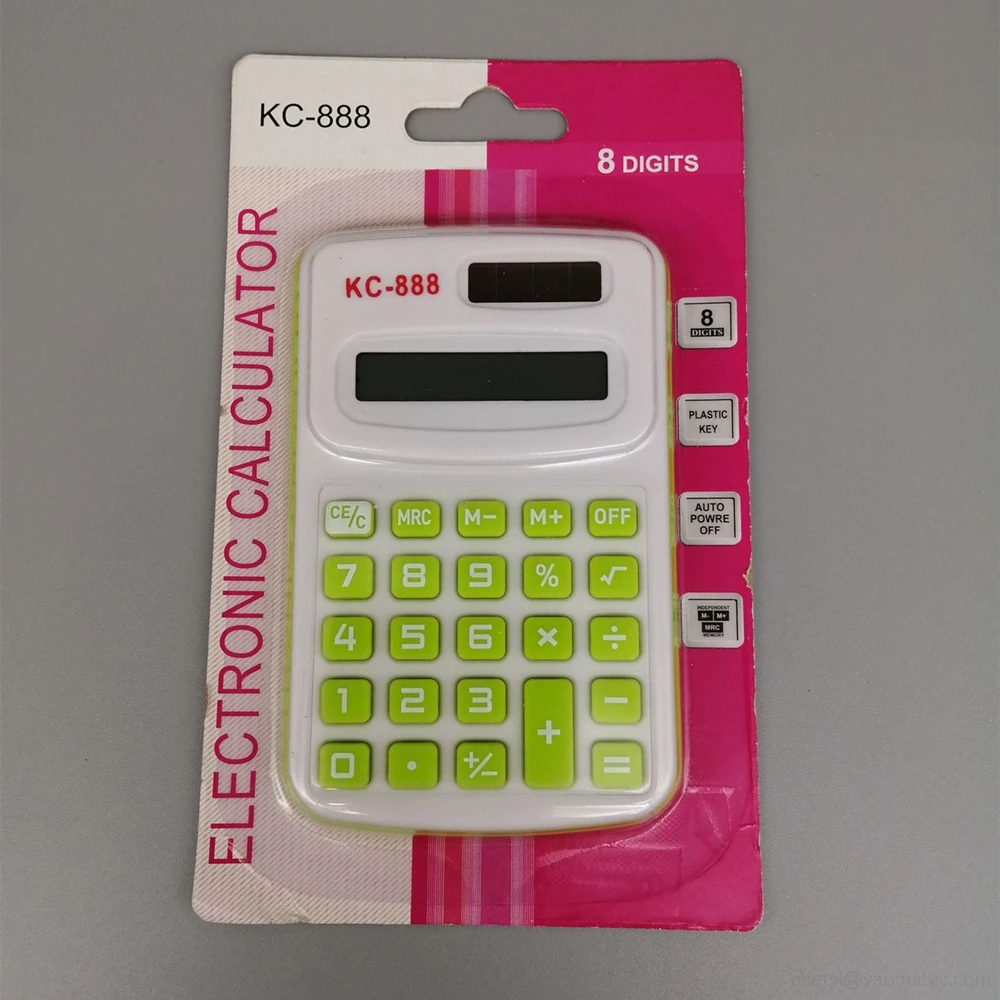 KC-888
8 DIGITS
ELECTRONIC CALCULATOR
KC-888
8
DIGITS
PLASTIC
KEY
AUTO
POWRE
OFF
INDEPENDENT
M- M+
MRC
MEMORY
CE/C MRC M− M+ OFF
7 8 9 % √
4 5 6 × ÷
1 2 3 + −
0 . +/− =